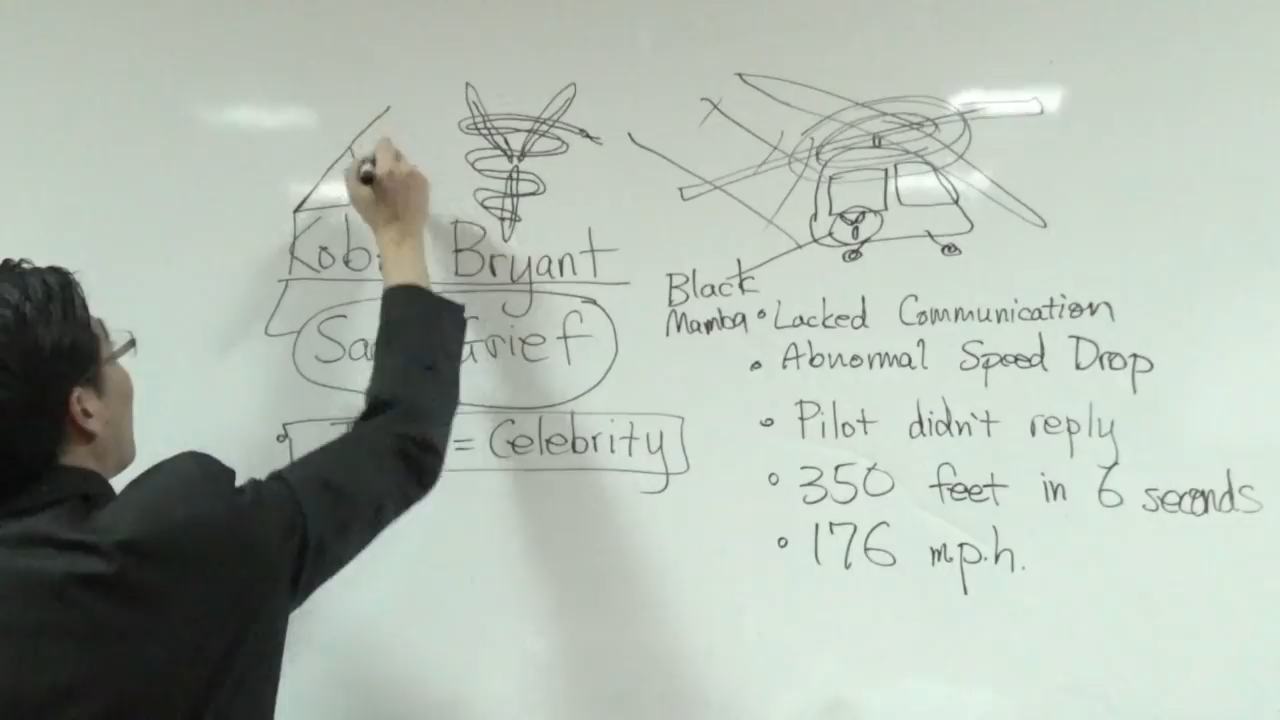 Bryant
Grief
= Celebrity
Black
Mamba
• Lacked Communication
• Abnormal Speed Drop
• Pilot didn't reply
• 350 feet in 6 seconds
• 176 m.p.h.